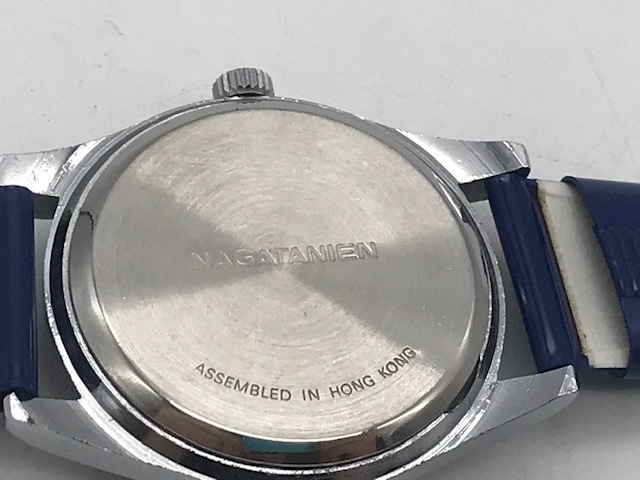 NAGATANIEN
ASSEMBLED IN HONG KONG